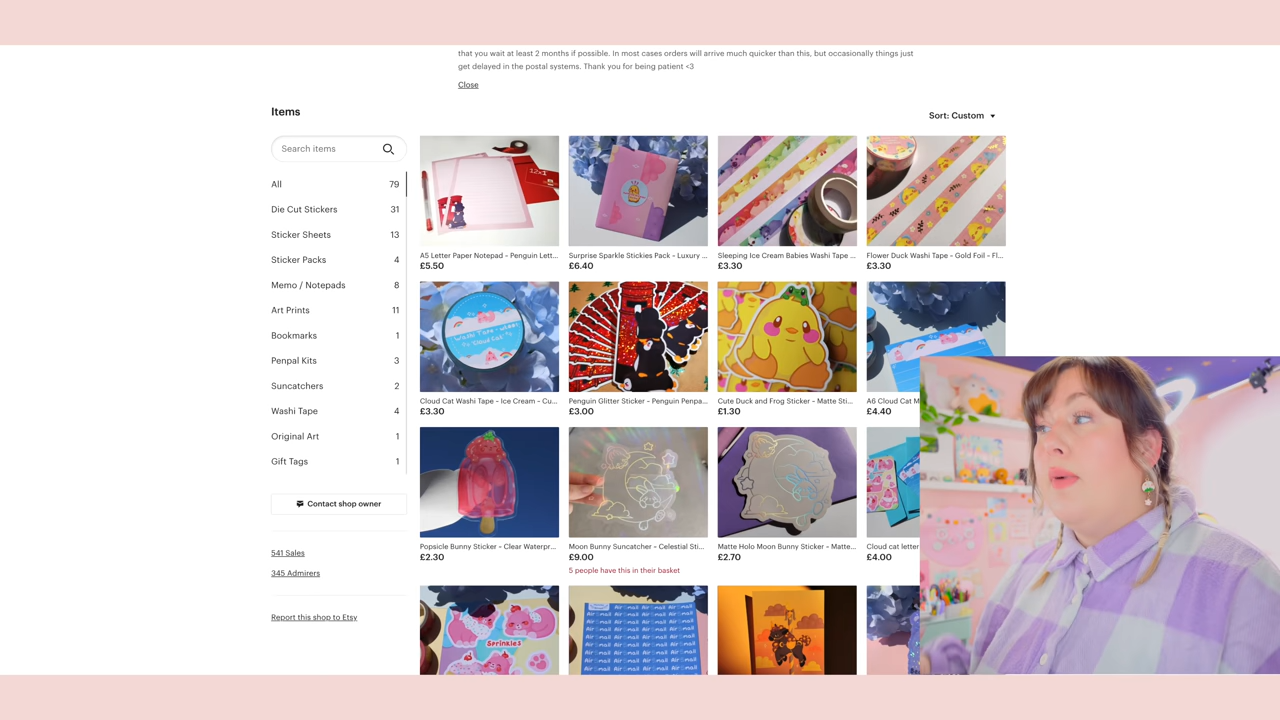 that you wait at least 2 months if possible. In most cases orders will arrive much quicker than this, but occasionally things just
get delayed in the postal systems. Thank you for being patient <3
Close
Items
Sort: Custom
Search items
All 79
Die Cut Stickers 31
Sticker Sheets 13
Sticker Packs 4
Memo / Notepads 8
Art Prints 11
Bookmarks 1
Penpal Kits 3
Suncatchers 2
Washi Tape 4
Original Art 1
Gift Tags 1
Contact shop owner
541 Sales
345 Admirers
Report this shop to Etsy
12x1
A5 Letter Paper Notepad – Penguin Lett...
£5.50
Surprise Sparkle Stickies Pack – Luxury ...
£6.40
Sleeping Ice Cream Babies Washi Tape ...
£3.30
Flower Duck Washi Tape – Gold Foil – Fl...
£3.30
Cloud Cat Washi Tape – Ice Cream – Cu...
£3.30
Penguin Glitter Sticker – Penguin Penpa...
£3.00
Cute Duck and Frog Sticker – Matte Sti...
£1.30
A6 Cloud Cat M
£4.40
Popsicle Bunny Sticker – Clear Waterpr...
£2.30
Moon Bunny Suncatcher – Celestial Sti...
£9.00
5 people have this in their basket
Matte Holo Moon Bunny Sticker – Matte...
£2.70
Cloud cat letter
£4.00
Sprinkles